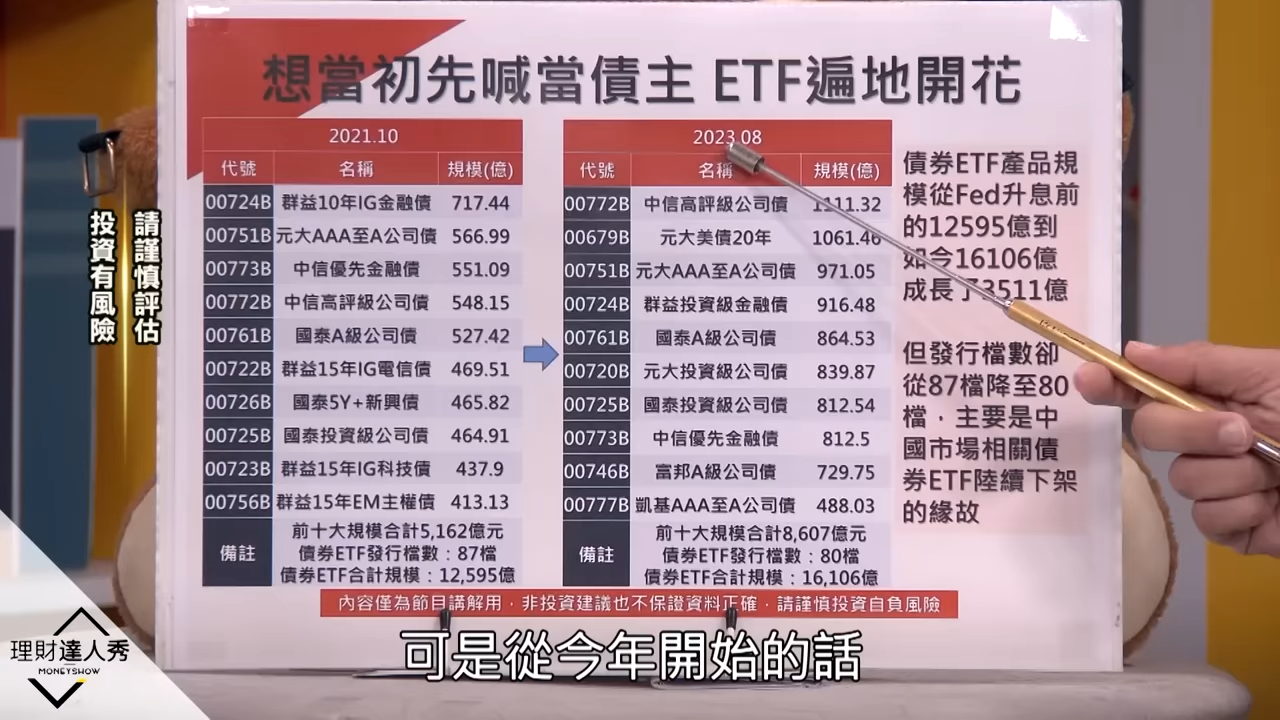 想當初先喊當債主 ETF遍地開花
2021.10
代號 名稱 規模(億)
00724B 群益10年IG金融債 717.44
00751B 元大AAA至A公司債 566.99
00773B 中信優先金融債 551.09
00772B 中信高評級公司債 548.15
00761B 國泰A級公司債 527.42
00722B 群益15年IG電信債 469.51
00726B 國泰5Y+新興債 465.82
00725B 國泰投資級公司債 464.91
00723B 群益15年IG科技債 437.9
00756B 群益15年EM主權債 413.13
備註
前十大規模合計5,162億元
債券ETF發行檔數：87檔
債券ETF合計規模：12,595億
2023.08
代號 名稱 規模(億)
00772B 中信高評級公司債 1111.32
00679B 元大美債20年 1061.46
00751B 元大AAA至A公司債 971.05
00724B 群益投資級金融債 916.48
00761B 國泰A級公司債 864.53
00720B 元大投資級公司債 839.87
00725B 國泰投資級公司債 812.54
00773B 中信優先金融債 812.5
00746B 富邦A級公司債 729.75
00777B 凱基AAA至A公司債 488.03
備註
前十大規模合計8,607億元
債券ETF發行檔數：80檔
債券ETF合計規模：16,106億
債券ETF產品規
模從Fed升息前
的12595億到
如今16106億
成長了3511億
但發行檔數卻
從87檔降至80
檔，主要是中
國市場相關債
券ETF陸續下架
的緣故
內容僅為節目講解用，非投資建議也不保證資料正確，請謹慎投資自負風險
請謹慎評估
投資有風險
可是從今年開始的話
理財達人秀
MONEYSHOW